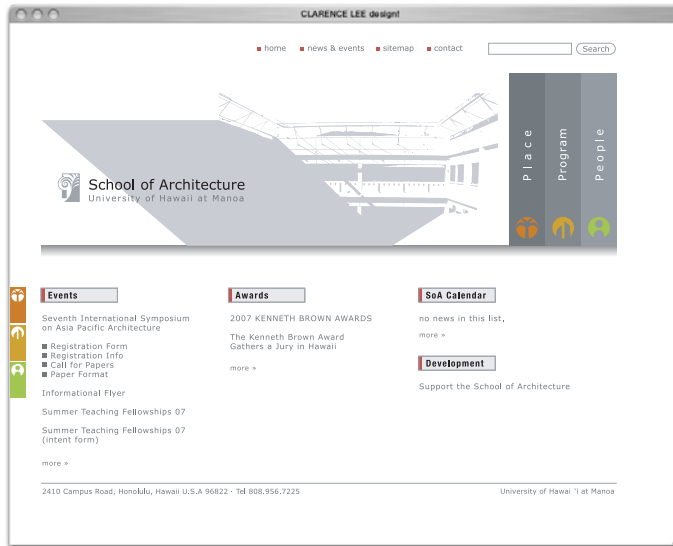 CLARENCE LEE design!
home
news & events
sitemap
contact
Search
Place
Program
People
School of Architecture
University of Hawaii at Manoa
Events
Seventh International Symposium
on Asia Pacific Architecture
Registration Form
Registration Info
Call for Papers
Paper Format
Informational Flyer
Summer Teaching Fellowships 07
Summer Teaching Fellowships 07
(intent form)
more »
Awards
2007 KENNETH BROWN AWARDS
The Kenneth Brown Award
Gathers a Jury in Hawaii
more »
SoA Calendar
no news in this list,
more »
Development
Support the School of Architecture
2410 Campus Road, Honolulu, Hawaii U.S.A 96822 · Tel 808.956.7225
University of Hawai 'i at Manoa